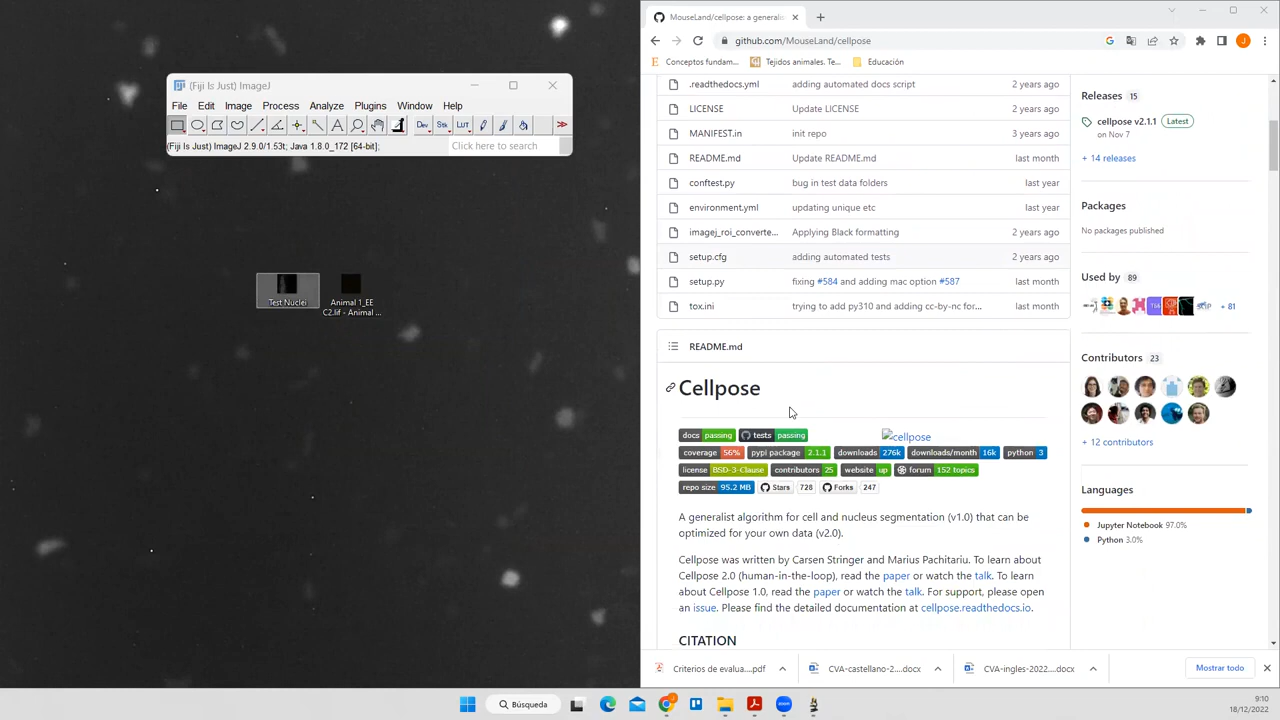 (Fiji Is Just) ImageJ
File Edit Image Process Analyze Plugins Window Help
Dev Stk LUT
(Fiji Is Just) ImageJ 2.9.0/1.53t; Java 1.8.0_172 [64-bit];
Click here to search
Test Nuclei
Animal 1_EE
C2.lif - Animal ...
MouseLand/cellpose: a generali
github.com/MouseLand/cellpose
Conceptos fundam...
Tejidos animales. Te...
Educación
.readthedocs.yml adding automated docs script 2 years ago
LICENSE Update LICENSE 2 years ago
MANIFEST.in init repo 3 years ago
README.md Update README.md last month
conftest.py bug in test data folders last year
environment.yml updating unique etc last year
imagej_roi_converte... Applying Black formatting 2 years ago
setup.cfg adding automated tests 2 years ago
setup.py fixing #584 and adding mac option #587 last month
tox.ini trying to add py310 and adding cc-by-nc for... last month
README.md
Cellpose
docs passing tests passing cellpose
coverage 56% pypi package 2.1.1 downloads 276k downloads/month 16k python 3
license BSD-3-Clause contributors 25 website up forum 152 topics
repo size 95.2 MB Stars 728 Forks 247
A generalist algorithm for cell and nucleus segmentation (v1.0) that can be
optimized for your own data (v2.0).
Cellpose was written by Carsen Stringer and Marius Pachitariu. To learn about
Cellpose 2.0 (human-in-the-loop), read the paper or watch the talk. To learn
about Cellpose 1.0, read the paper or watch the talk. For support, please open
an issue. Please find the detailed documentation at cellpose.readthedocs.io.
CITATION
Releases 15
cellpose v2.1.1 Latest
on Nov 7
+ 14 releases
Packages
No packages published
Used by 89
+ 81
Contributors 23
+ 12 contributors
Languages
Jupyter Notebook 97.0%
Python 3.0%
Criterios de evalua....pdf
CVA-castellano-2....docx
CVA-ingles-2022....docx
Mostrar todo
Búsqueda
9:10
18/12/2022